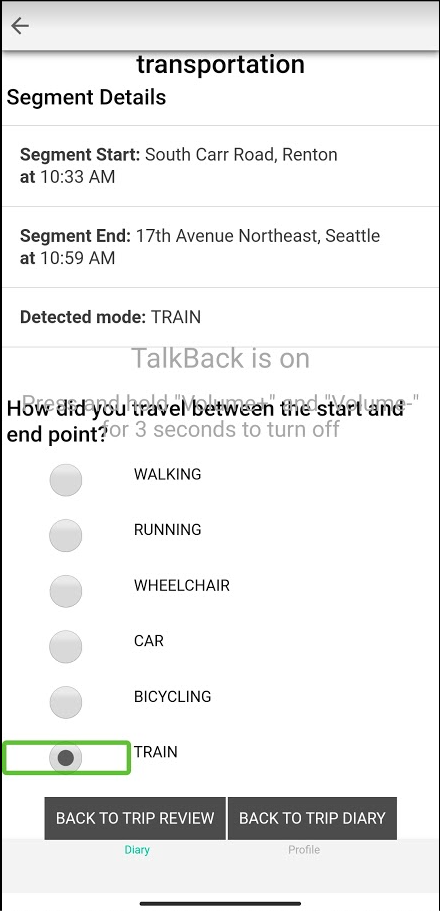 transportation
Segment Details
Segment Start: South Carr Road, Renton
at 10:33 AM
Segment End: 17th Avenue Northeast, Seattle
at 10:59 AM
Detected mode: TRAIN
TalkBack is on
Press and hold "Volume+" and "Volume-"
for 3 seconds to turn off
How did you travel between the start and
end point?
WALKING
RUNNING
WHEELCHAIR
CAR
BICYCLING
TRAIN
BACK TO TRIP REVIEW BACK TO TRIP DIARY
Diary Profile